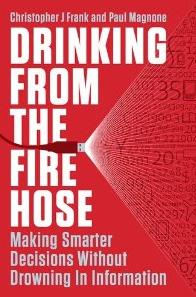 Christopher J Frank and Paul Magnone
DRINKING
FROM
THE
FIRE
HOSE
Making Smarter
Decisions Without
Drowning In Information